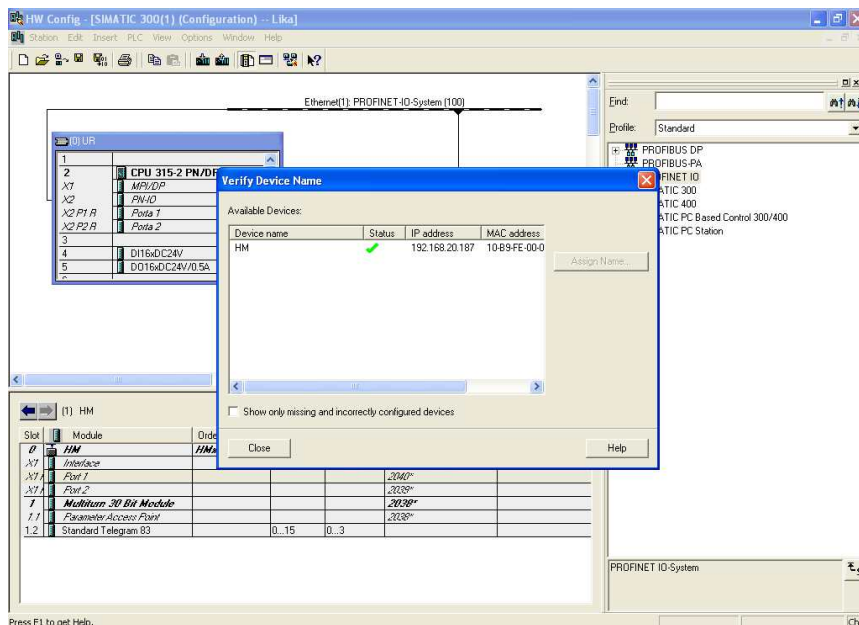 HW Config - [SIMATIC 300(1) (Configuration) -- Lika]
Station Edit Insert PLC View Options Window Help
Ethernet(1): PROFINET-IO-System (100)
(0) UR
1
2 CPU 315-2 PN/DP
X1 MPI/DP
X2 PN-IO
X2 P1 R Porta 1
X2 P2 R Porta 2
3
4 DI16xDC24V
5 DO16xDC24V/0.5A
Verify Device Name
Available Devices:
Device name Status IP address MAC address
HM 192.168.20.187 10-B9-FE-00-0
Assign Name...
Show only missing and incorrectly configured devices
Close Help
Find:
Profile: Standard
PROFIBUS DP
PROFIBUS-PA
FINET IO
ATIC 300
ATIC 400
ATIC PC Based Control 300/400
ATIC PC Station
(1) HM
Slot Module Orde
0 HM HMx
X1 Interface
X1 Port 1 2040*
X1 Port 2 2039*
1 Multiturn 30 Bit Module 2038*
1.1 Parameter Access Point 2038*
1.2 Standard Telegram 83 0...15 0...3
PROFINET IO-System
Press F1 to get Help.
Ch